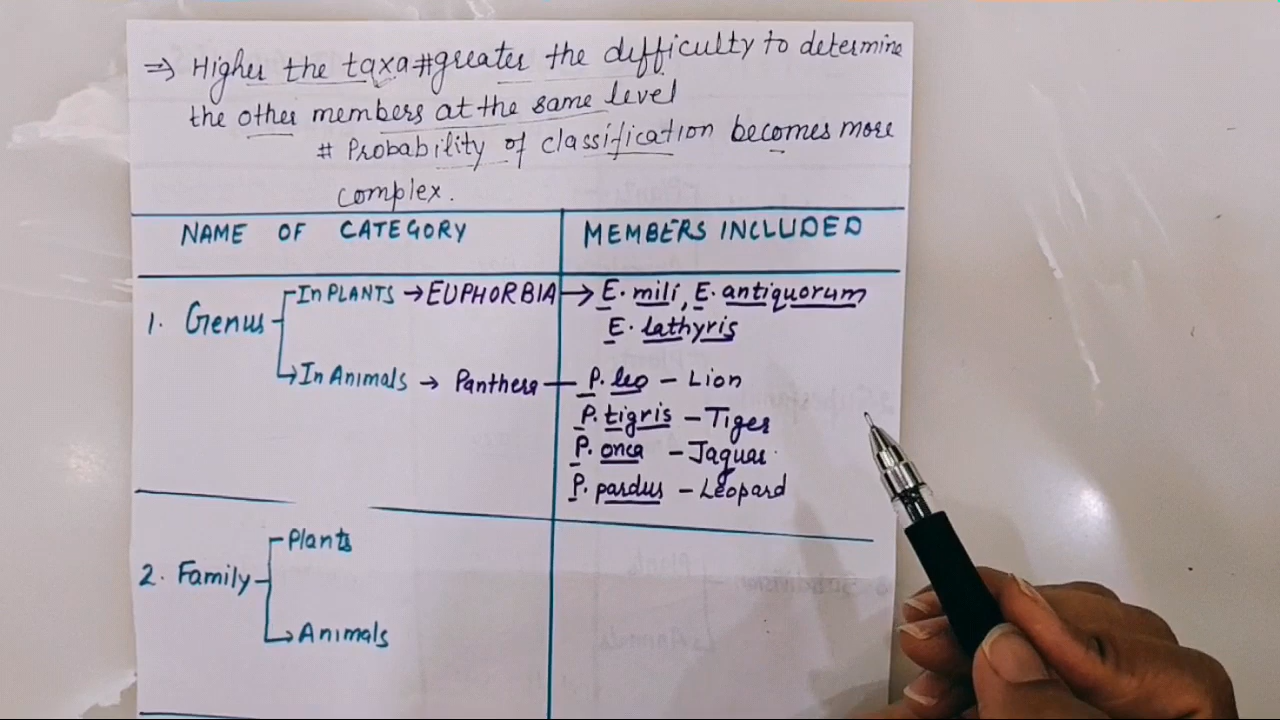 ⇒ Higher the taxa # greater the difficulty to determine
the other members at the same level
# Probability of classification becomes more
complex.
NAME OF CATEGORY MEMBERS INCLUDED
1. Genus In PLANTS → EUPHORBIA → E. mili, E. antiquorum
E. lathyris
In Animals → Panthera — P. leo – Lion
P. tigris – Tiger
P. onca – Jaguar
P. pardus – Leopard
2. Family Plants
Animals